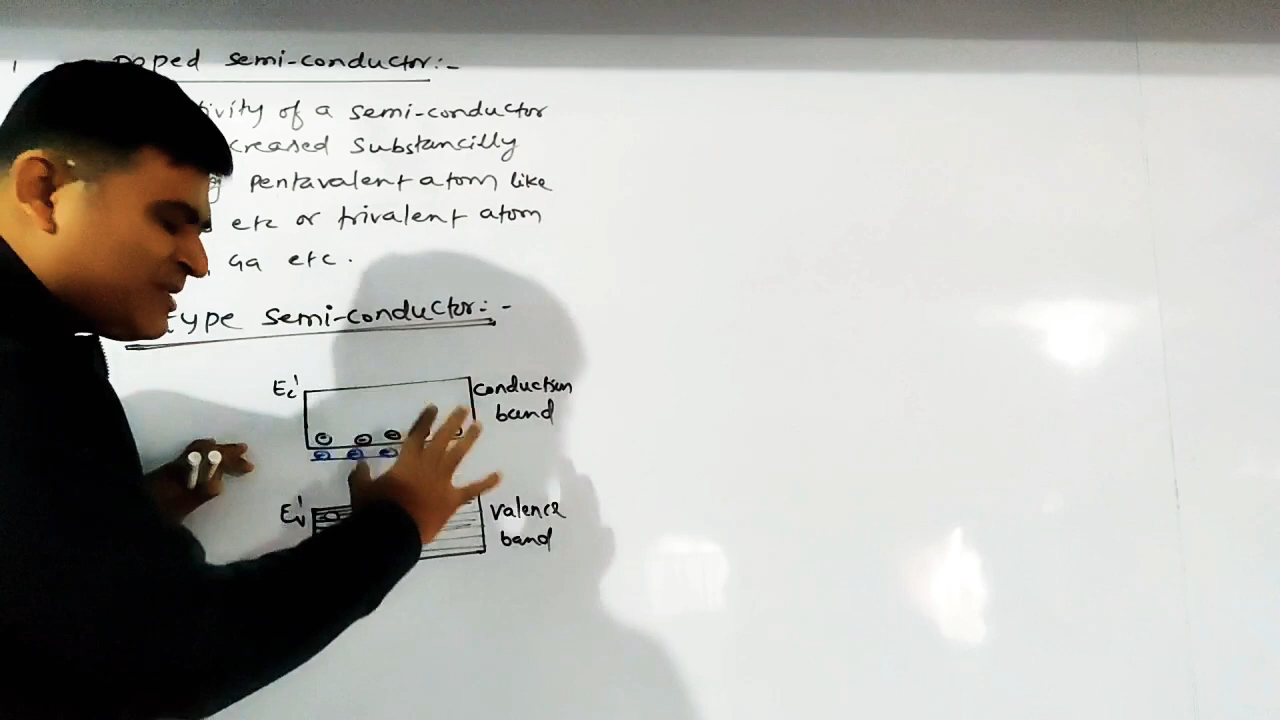 Doped semi-conductor:-
tivity of a semi-conductor
creased substancilly
pentavalent atom like
etc or trivalent atom
, Ga etc.
type semi-conductor:-
Ec' conduction
band
Ev' valence
band